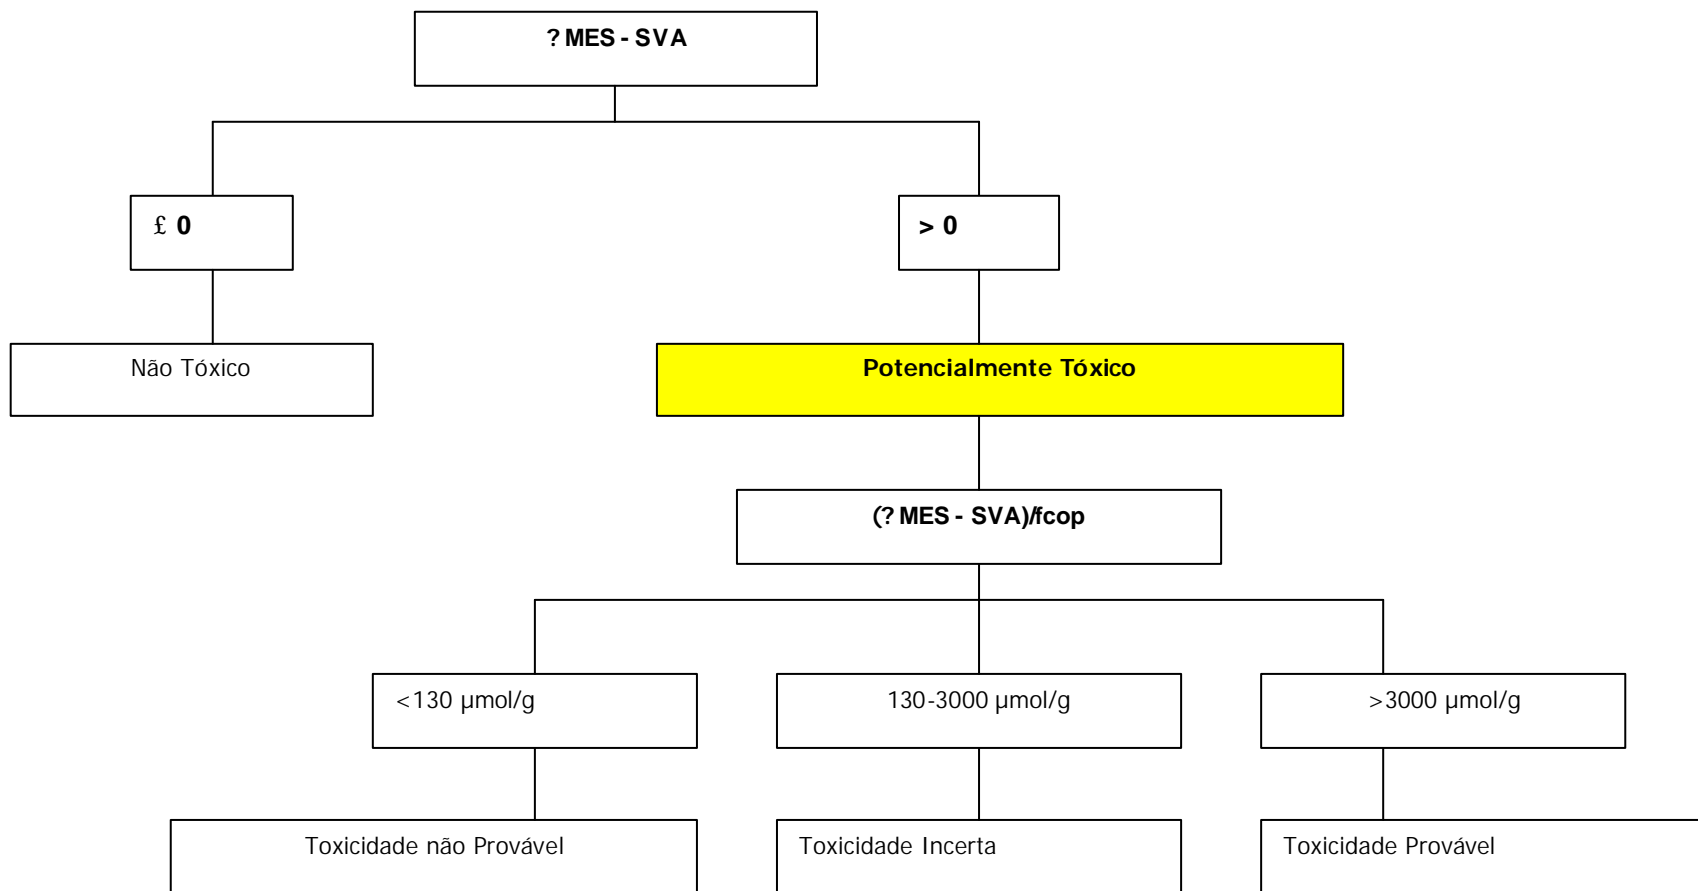 ? MES - SVA
£ 0
> 0
Não Tóxico
Potencialmente Tóxico
(? MES - SVA)/fcop
<130 µmol/g
130-3000 µmol/g
>3000 µmol/g
Toxicidade não Provável
Toxicidade Incerta
Toxicidade Provável